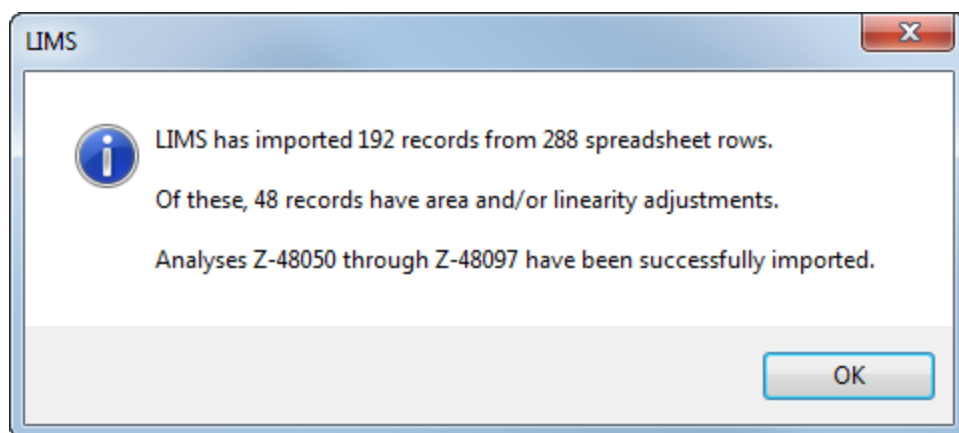 LIMS
LIMS has imported 192 records from 288 spreadsheet rows.
Of these, 48 records have area and/or linearity adjustments.
Analyses Z-48050 through Z-48097 have been successfully imported.
OK